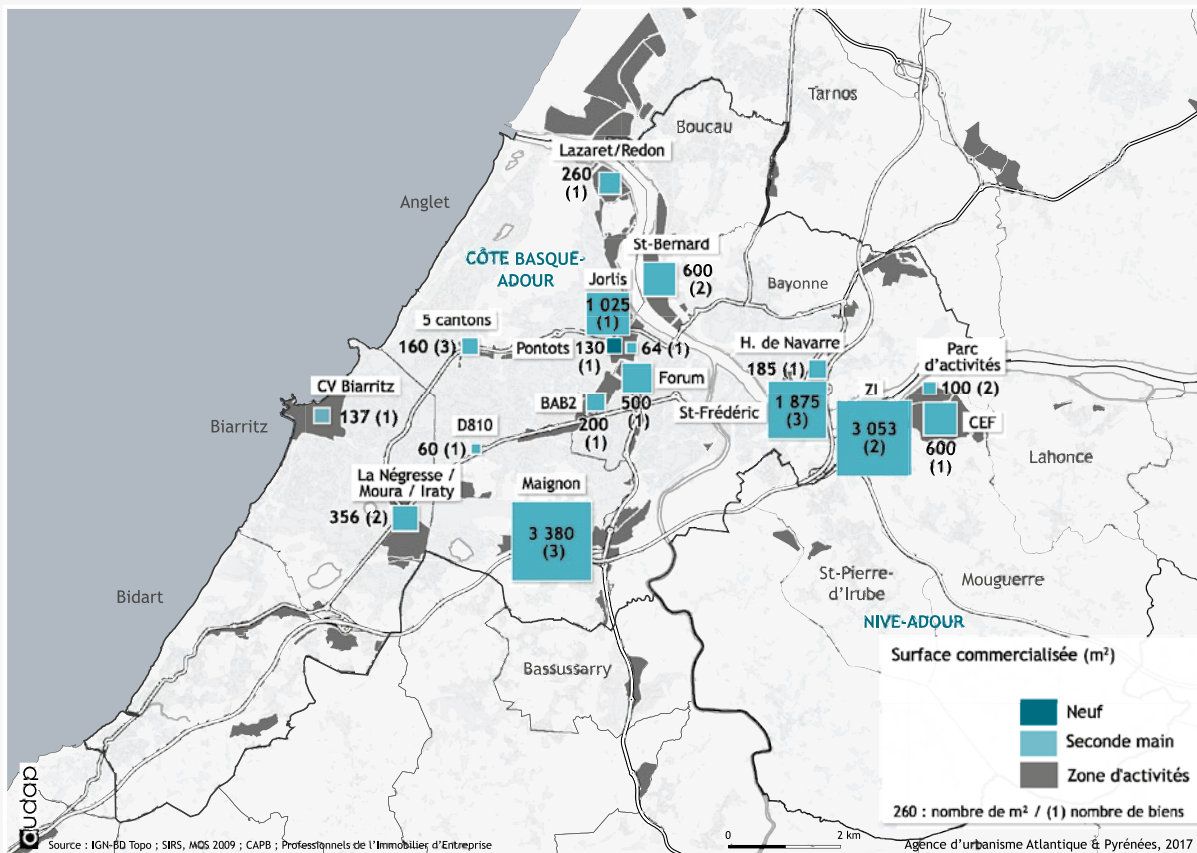 Tarnos
Boucau
Lazaret/Redon
260
(1)
Anglet
St-Bernard
600
(2)
CÔTE BASQUE-
ADOUR
Jorlis
1 025
(1)
Bayonne
5 cantons
160 (3)
Pontots
130
(1)
64 (1)
H. de Navarre
185 (1)
Parc
d'activités
100 (2)
CV Biarritz
137 (1)
Biarritz
Forum
500
(1)
BAB2
200
(1)
St-Frédéric
1 875
(3)
ZI
3 053
(2)
CEF
600
(1)
D810
60 (1)
Lahonce
La Négresse /
Moura / Iraty
356 (2)
Maignon
3 380
(3)
St-Pierre-
d'Irube
Mouguerre
Bidart
NIVE-ADOUR
Bassussarry
Surface commercialisée (m²)
Neuf
Seconde main
Zone d'activités
260 : nombre de m² / (1) nombre de biens
0 2 km
audap
Source : IGN-BD Topo ; SIRS, MOS 2009 ; CAPB ; Professionnels de l'Immobilier d'Entreprise
Agence d'urbanisme Atlantique & Pyrénées, 2017